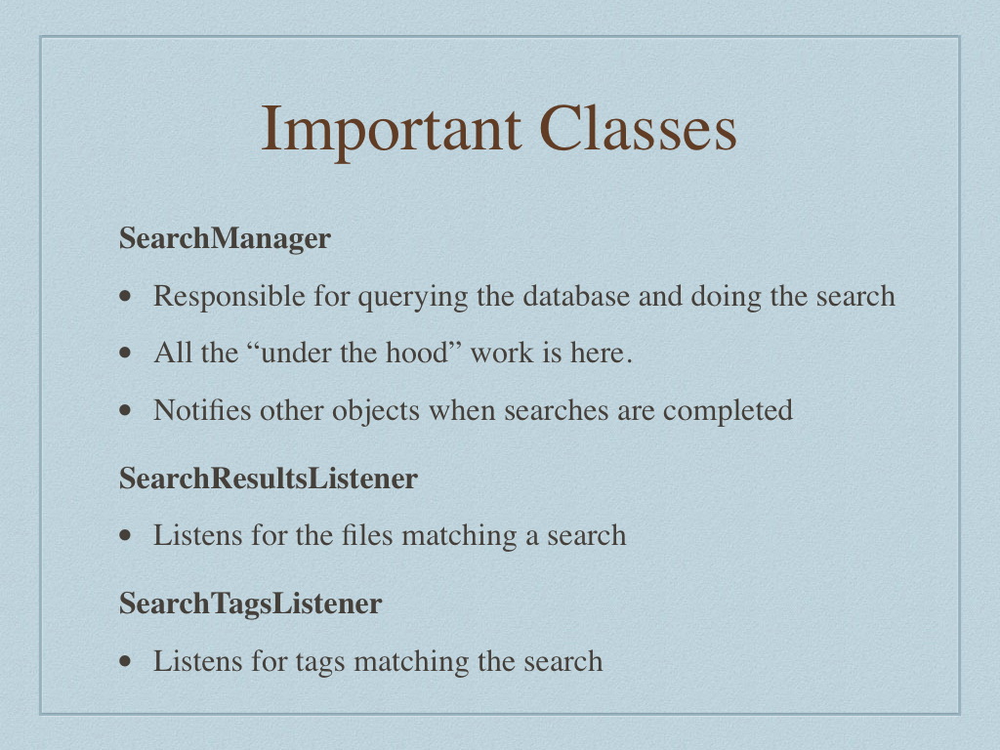 Important Classes
SearchManager
• Responsible for querying the database and doing the search
• All the “under the hood” work is here.
• Notifies other objects when searches are completed
SearchResultsListener
• Listens for the files matching a search
SearchTagsListener
• Listens for tags matching the search